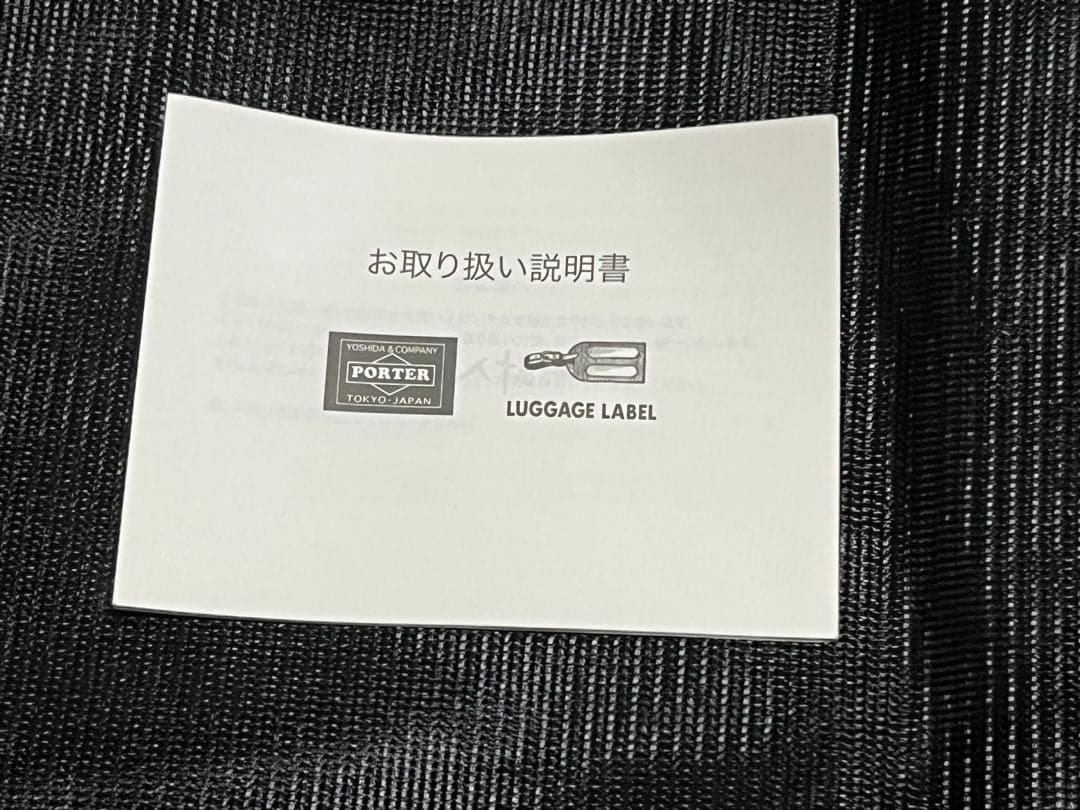 お取り扱い説明書
YOSHIDA & COMPANY
PORTER
TOKYO-JAPAN
LUGGAGE LABEL